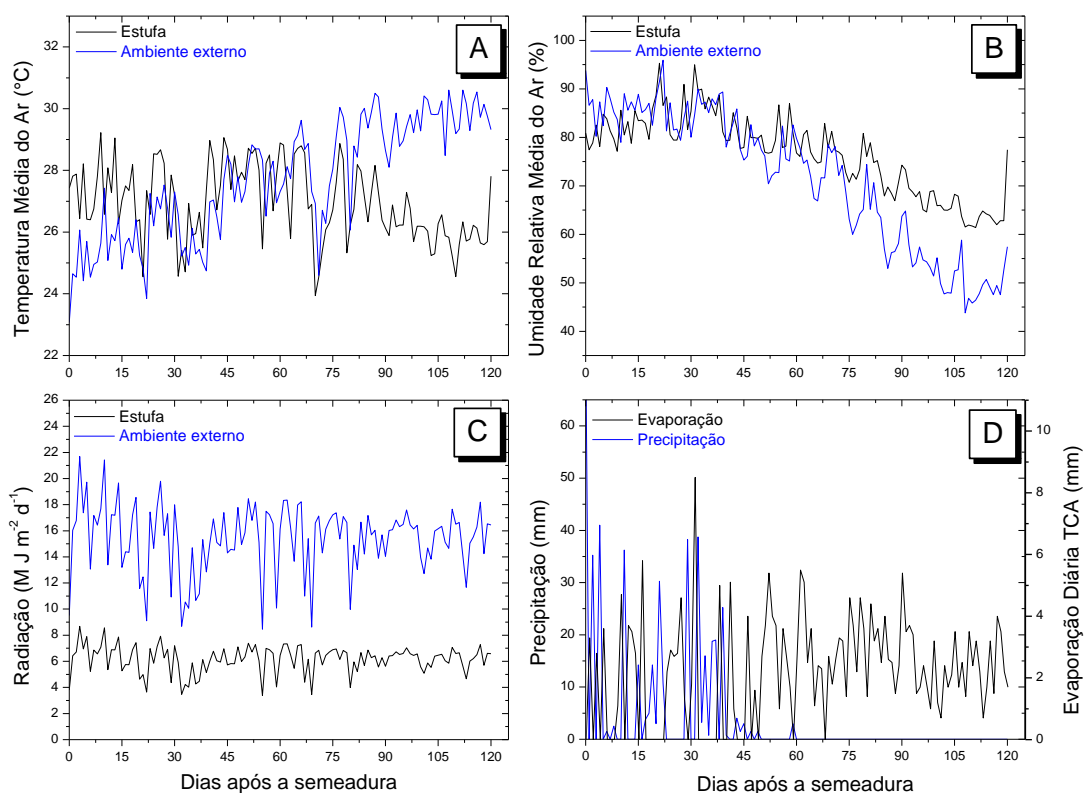 A
Estufa
Ambiente externo
Temperatura Média do Ar (°C)
32
30
28
26
24
22
0 15 30 45 60 75 90 105 120
B
Estufa
Ambiente externo
Umidade Relativa Média do Ar (%)
100
90
80
70
60
50
40
0 15 30 45 60 75 90 105 120
C
Estufa
Ambiente externo
Radiação (M J m-2 d-1)
26
24
22
20
18
16
14
12
10
8
6
4
2
0
0 15 30 45 60 75 90 105 120
Dias após a semeadura
D
Evaporação
Precipitação
Precipitação (mm)
60
50
40
30
20
10
0
Evaporação Diária TCA (mm)
10
8
6
4
2
0
0 15 30 45 60 75 90 105 120
Dias após a semeadura